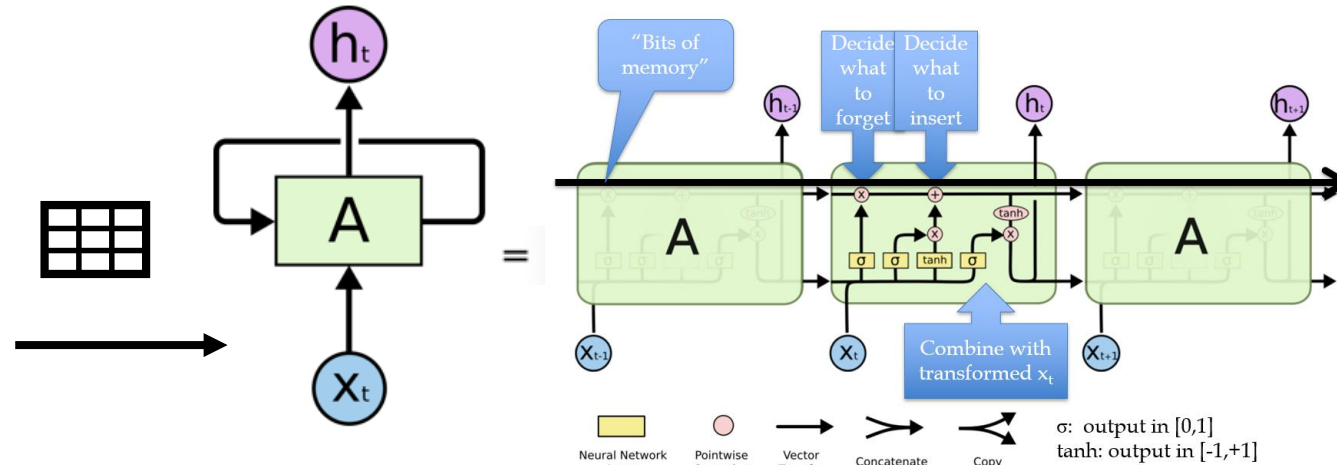 hₜ
A
xₜ
=
“Bits of
memory”
Decide
what
to
forget
Decide
what
to
insert
hₜ₋₁
hₜ
hₜ₊₁
A
x
+
tanh
x
x
σ
σ
tanh
σ
A
xₜ₋₁
xₜ
xₜ₊₁
Combine with
transformed xₜ
Neural Network
Pointwise
Vector
Concatenate
Copy
σ: output in [0,1]
tanh: output in [-1,+1]